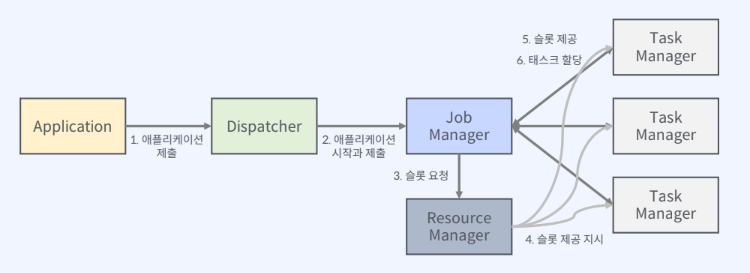 Application
1. 애플리케이션
제출
Dispatcher
2. 애플리케이션
시작과 제출
Job
Manager
3. 슬롯 요청
Resource
Manager
4. 슬롯 제공 지시
5. 슬롯 제공
6. 태스크 할당
Task
Manager
Task
Manager
Task
Manager